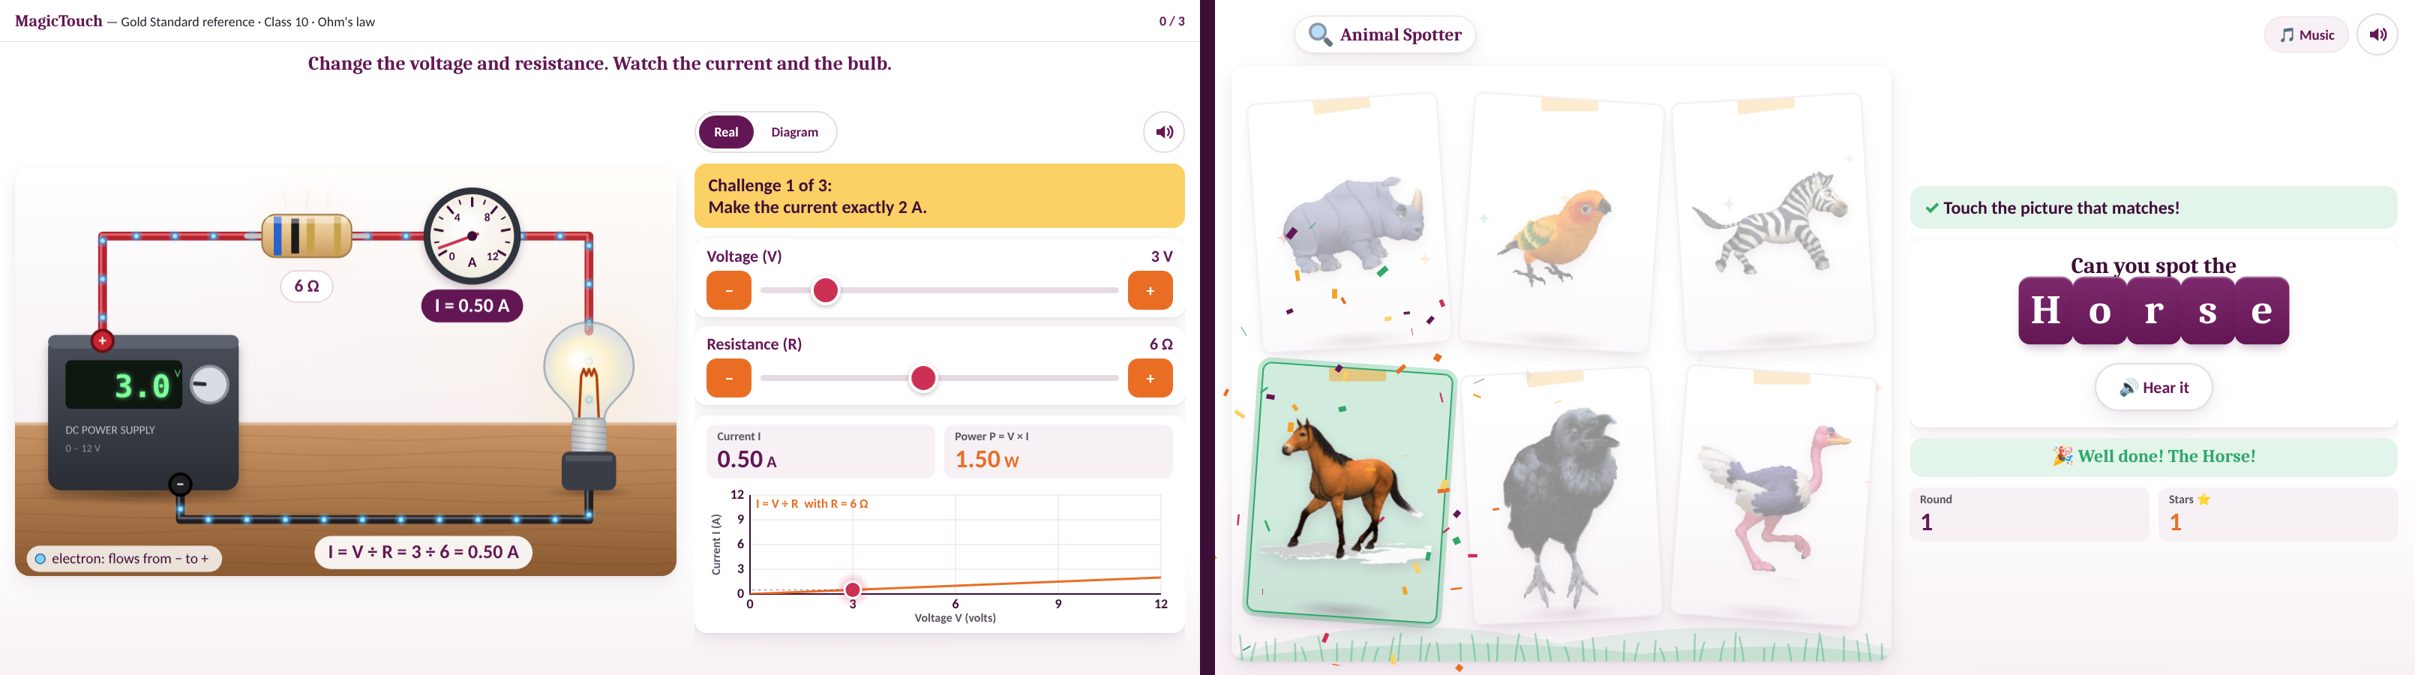 MagicTouch — Gold Standard reference · Class 10 · Ohm's law
0 / 3
Change the voltage and resistance. Watch the current and the bulb.
Real
Diagram
Challenge 1 of 3:
Make the current exactly 2 A.
Voltage (V)
3 V
–
+
Resistance (R)
6 Ω
–
+
Current I
0.50 A
Power P = V × I
1.50 W
I = V ÷ R with R = 6 Ω
Current I (A)
12
9
6
3
0
0
3
6
9
12
Voltage V (volts)
6 Ω
0
4
8
12
A
I = 0.50 A
+
3.0 V
DC POWER SUPPLY
0 – 12 V
–
electron: flows from – to +
I = V ÷ R = 3 ÷ 6 = 0.50 A
🔍 Animal Spotter
🎵 Music
✓ Touch the picture that matches!
Can you spot the
Horse
🔊 Hear it
🎉 Well done! The Horse!
Round
1
Stars ⭐
1